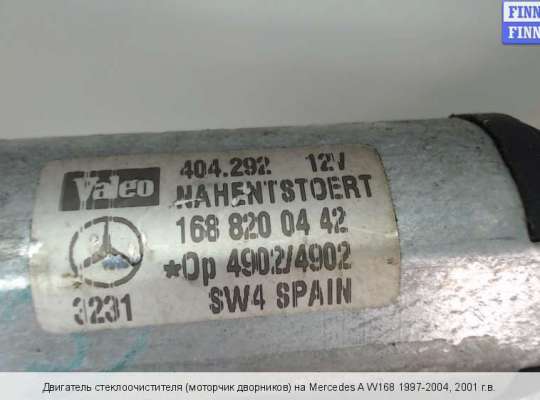 FINN
FINN
Valeo
404.292 12V
NAHENTSTOERT
168 820 04 42
*Op 4902/4902
3231
SW4 SPAIN
Двигатель стеклоочистителя (моторчик дворников) на Mercedes A W168 1997-2004, 2001 г.в.